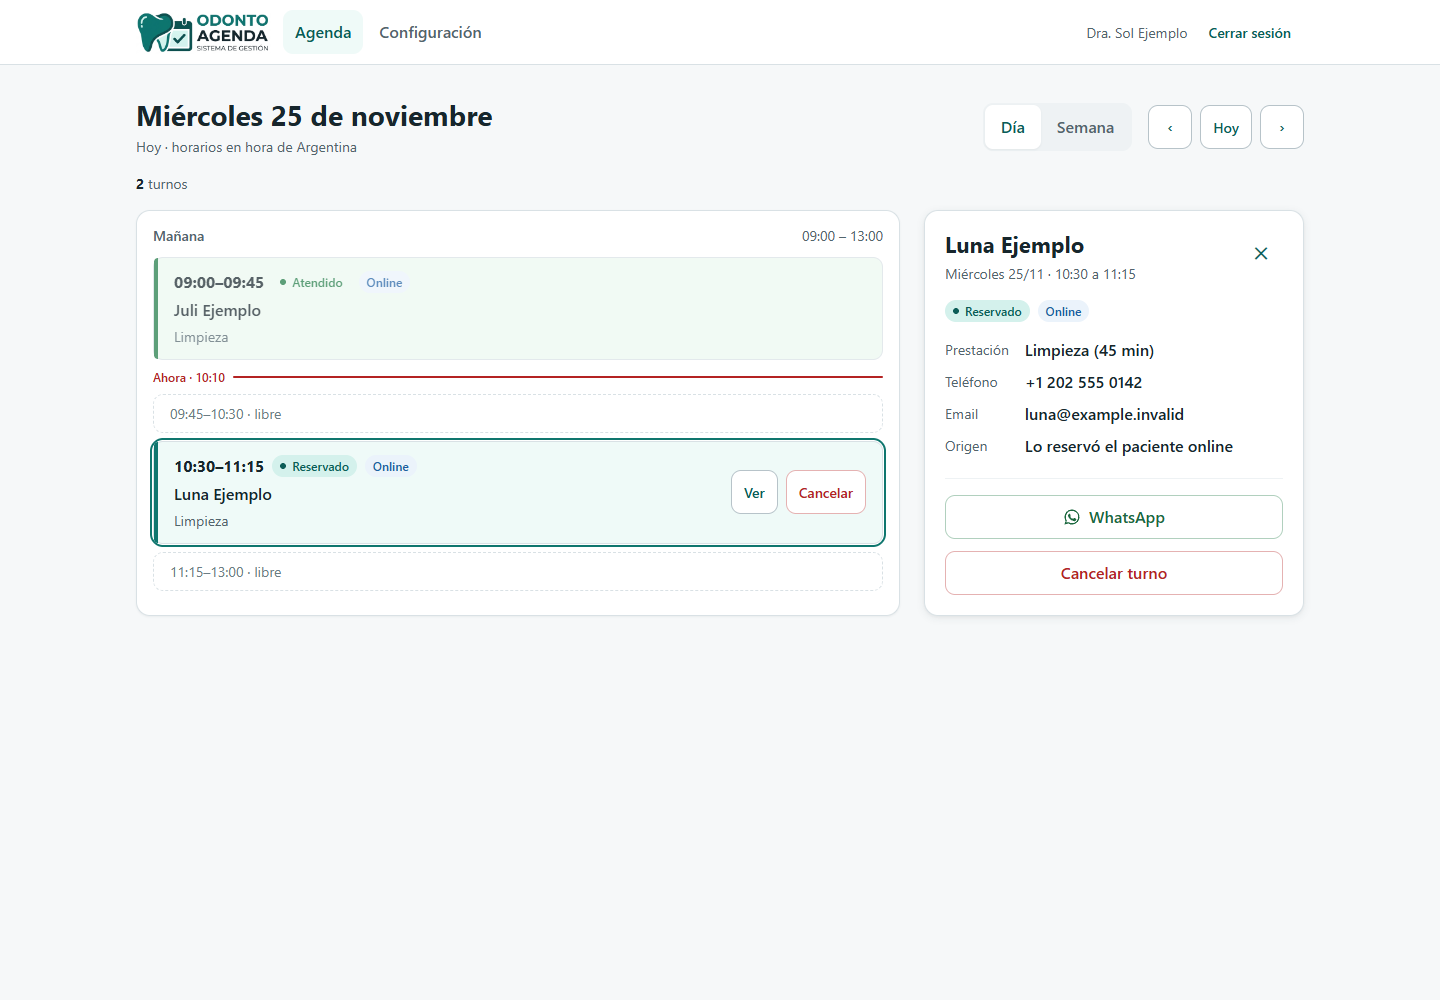 ODONTO
AGENDA
SISTEMA DE GESTIÓN
Agenda
Configuración
Dra. Sol Ejemplo
Cerrar sesión
Miércoles 25 de noviembre
Hoy · horarios en hora de Argentina
Día
Semana
‹
Hoy
›
2 turnos
Mañana
09:00 – 13:00
09:00–09:45
Atendido
Online
Juli Ejemplo
Limpieza
Ahora · 10:10
09:45–10:30 · libre
10:30–11:15
Reservado
Online
Luna Ejemplo
Limpieza
Ver
Cancelar
11:15–13:00 · libre
Luna Ejemplo
Miércoles 25/11 · 10:30 a 11:15
Reservado
Online
Prestación Limpieza (45 min)
Teléfono +1 202 555 0142
Email luna@example.invalid
Origen Lo reservó el paciente online
WhatsApp
Cancelar turno